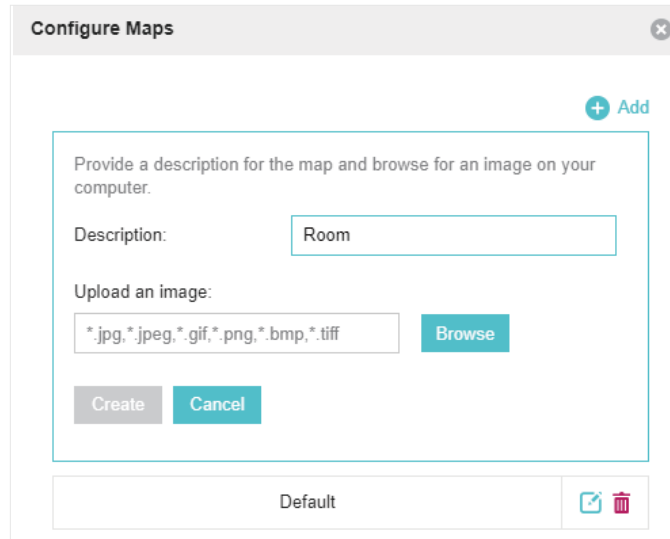 Configure Maps
Add
Provide a description for the map and browse for an image on your
computer.
Description:
Room
Upload an image:
*.jpg,*.jpeg,*.gif,*.png,*.bmp,*.tiff
Browse
Create
Cancel
Default